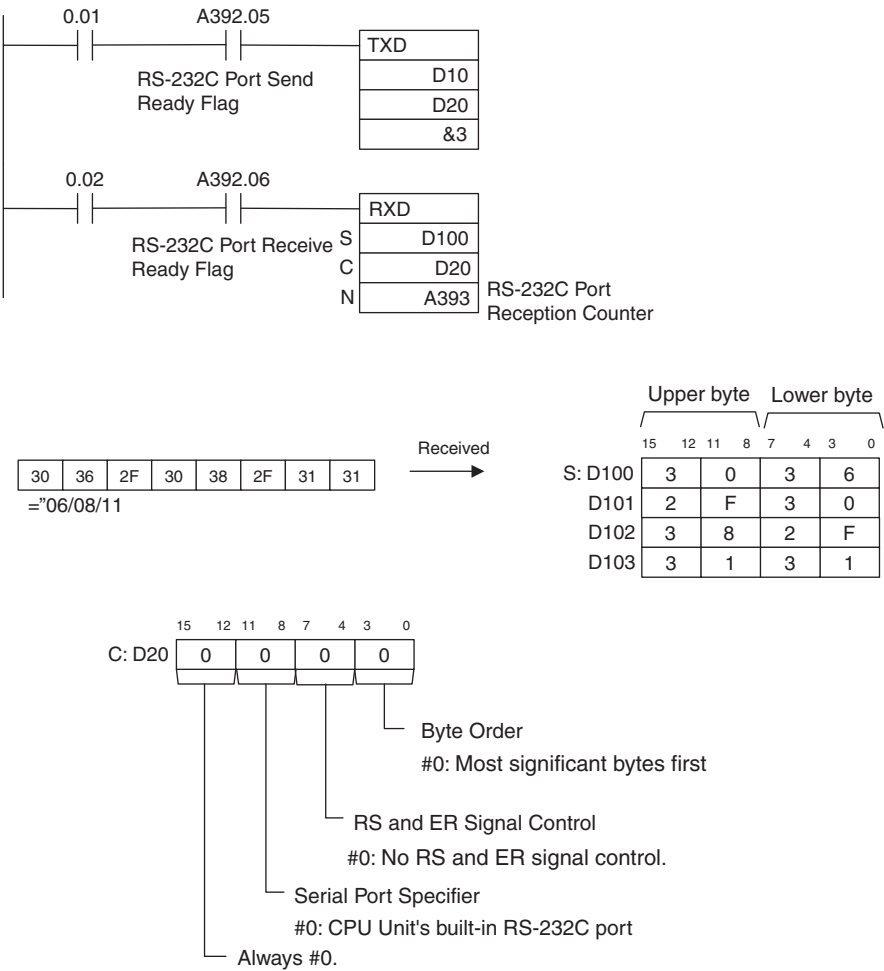 0.01 A392.05
TXD
D10
D20
&3
RS-232C Port Send
Ready Flag
0.02 A392.06
RXD
S D100
C D20
N A393
RS-232C Port Receive
Ready Flag
RS-232C Port
Reception Counter
Upper byte Lower byte
15 12 11 8 7 4 3 0
30 36 2F 30 38 2F 31 31
="06/08/11
Received
S: D100 3 0 3 6
D101 2 F 3 0
D102 3 8 2 F
D103 3 1 3 1
15 12 11 8 7 4 3 0
C: D20 0 0 0 0
Byte Order
#0: Most significant bytes first
RS and ER Signal Control
#0: No RS and ER signal control.
Serial Port Specifier
#0: CPU Unit's built-in RS-232C port
Always #0.